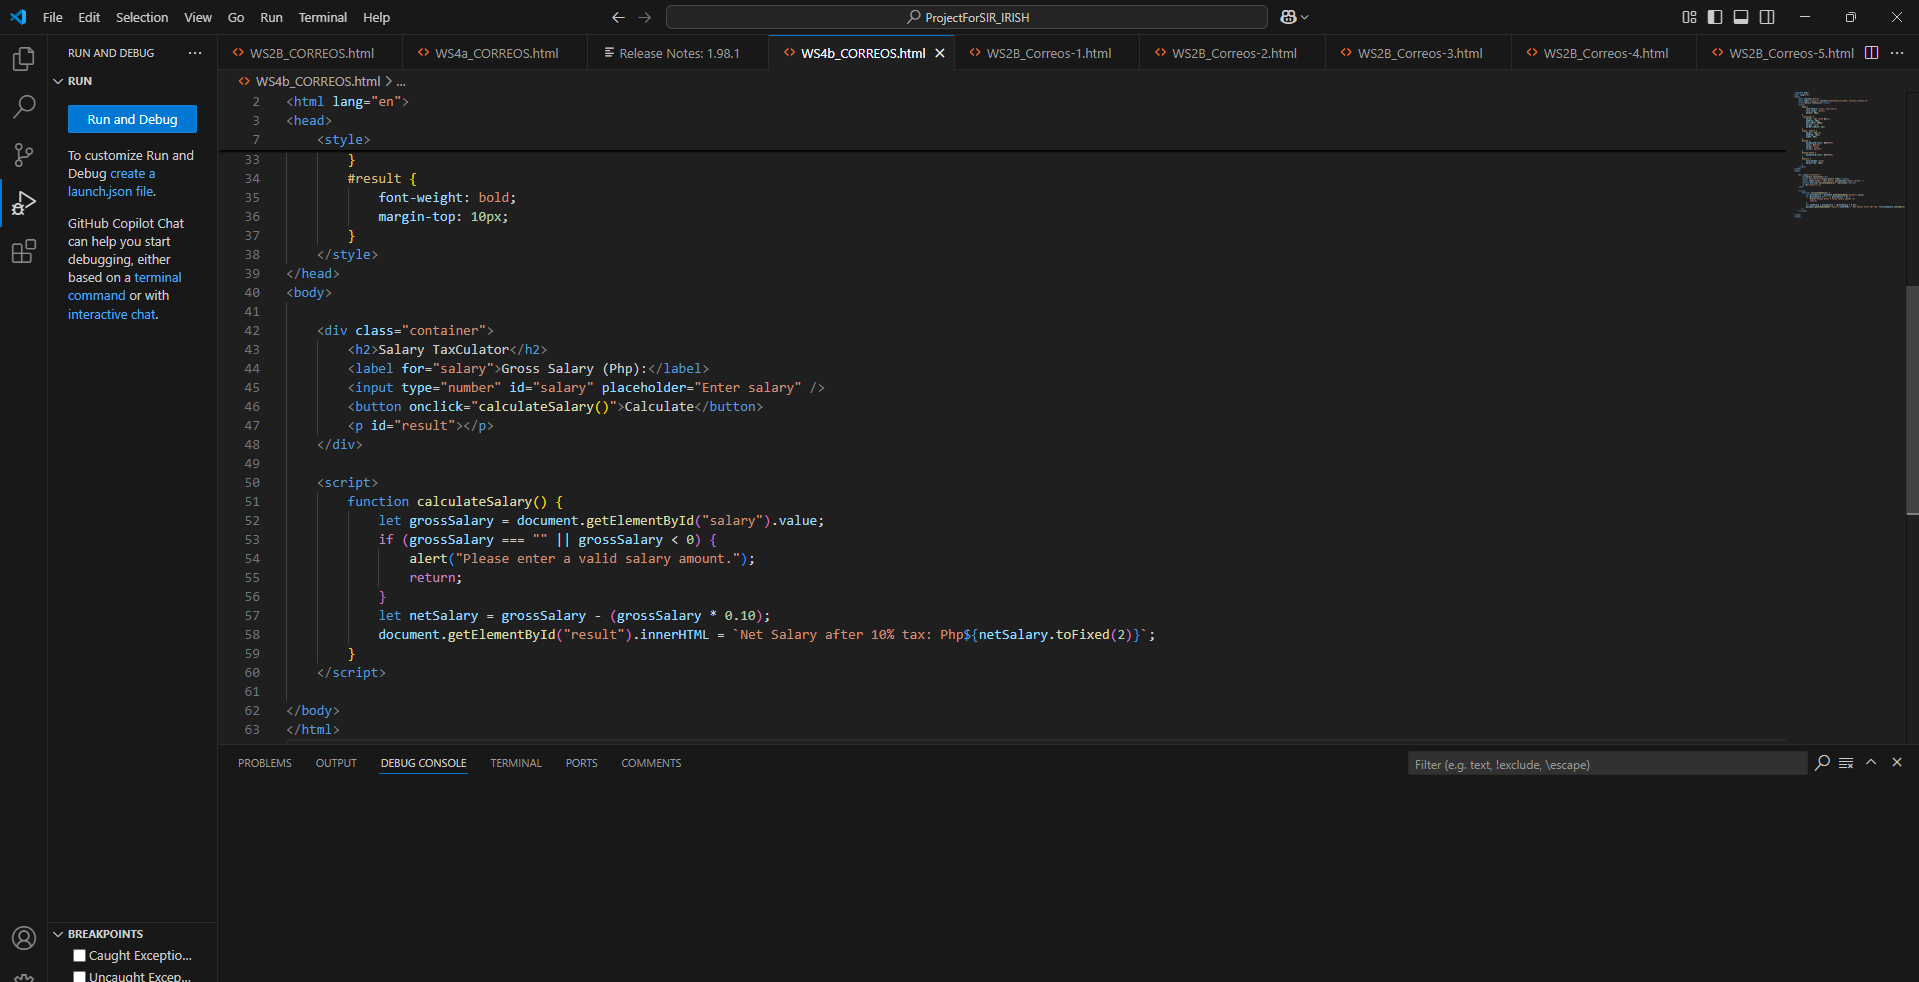 File Edit Selection View Go Run Terminal Help
ProjectForSIR_IRISH
RUN AND DEBUG
WS2B_CORREOS.html
WS4a_CORREOS.html
Release Notes: 1.98.1
WS4b_CORREOS.html
WS2B_Correos-1.html
WS2B_Correos-2.html
WS2B_Correos-3.html
WS2B_Correos-4.html
WS2B_Correos-5.html
RUN
Run and Debug
To customize Run and
Debug create a
launch.json file.
GitHub Copilot Chat
can help you start
debugging, either
based on a terminal
command or with
interactive chat.
BREAKPOINTS
Caught Exceptio...
Uncaught Excep...
WS4b_CORREOS.html > ...
2 <html lang="en">
3 <head>
7 <style>
33 }
34 #result {
35 font-weight: bold;
36 margin-top: 10px;
37 }
38 </style>
39 </head>
40 <body>
41
42 <div class="container">
43 <h2>Salary TaxCulator</h2>
44 <label for="salary">Gross Salary (Php):</label>
45 <input type="number" id="salary" placeholder="Enter salary" />
46 <button onclick="calculateSalary()">Calculate</button>
47 <p id="result"></p>
48 </div>
49
50 <script>
51 function calculateSalary() {
52 let grossSalary = document.getElementById("salary").value;
53 if (grossSalary === "" || grossSalary < 0) {
54 alert("Please enter a valid salary amount.");
55 return;
56 }
57 let netSalary = grossSalary - (grossSalary * 0.10);
58 document.getElementById("result").innerHTML = `Net Salary after 10% tax: Php${netSalary.toFixed(2)}`;
59 }
60 </script>
61
62 </body>
63 </html>
PROBLEMS OUTPUT DEBUG CONSOLE TERMINAL PORTS COMMENTS
Filter (e.g. text, !exclude, \escape)